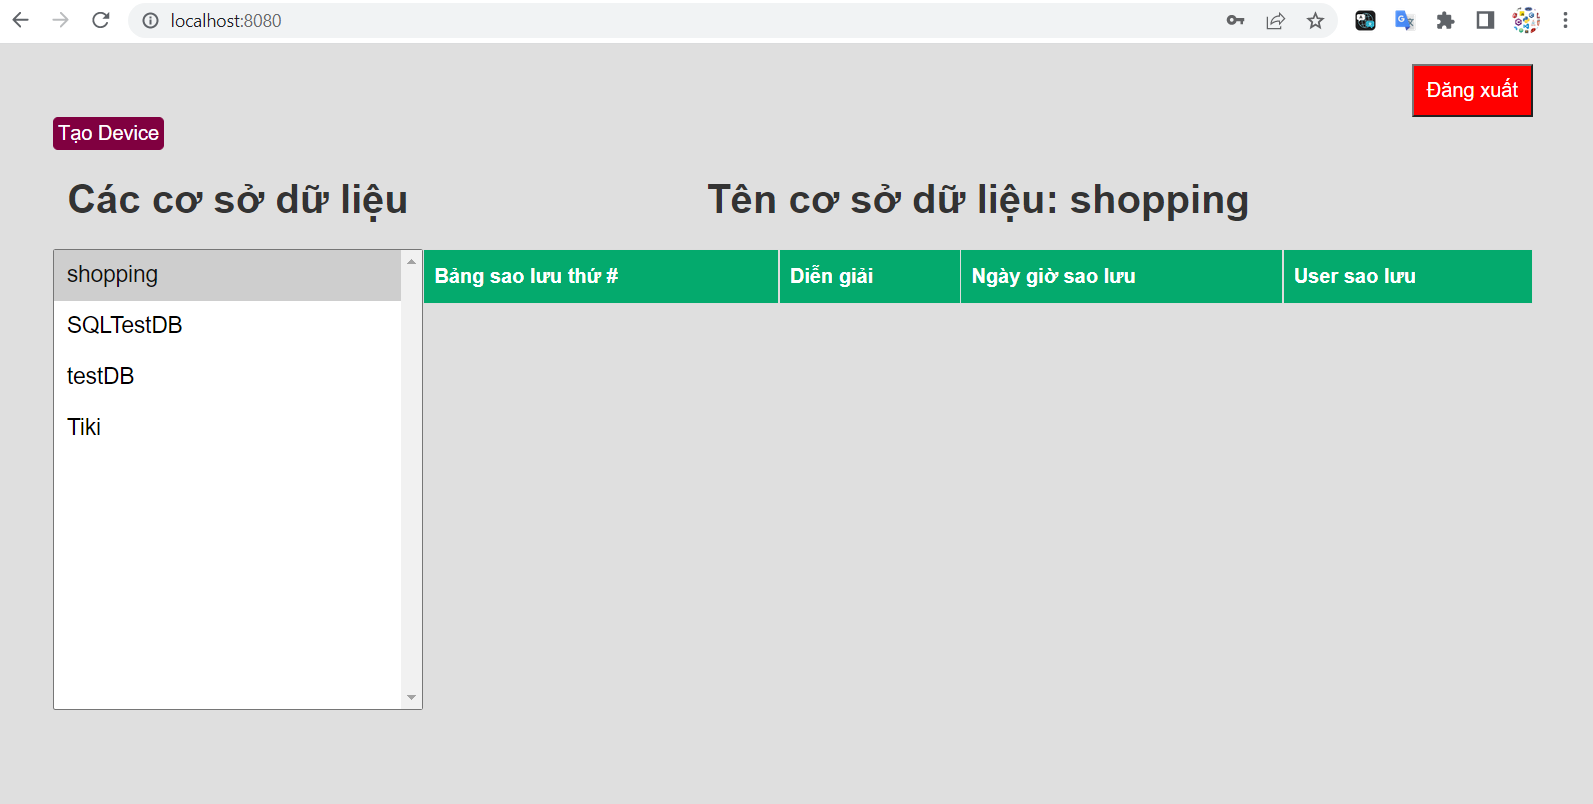 localhost:8080
Đăng xuất
Tạo Device
Các cơ sở dữ liệu
Tên cơ sở dữ liệu: shopping
shopping
SQLTestDB
testDB
Tiki
Bảng sao lưu thứ #
Diễn giải
Ngày giờ sao lưu
User sao lưu